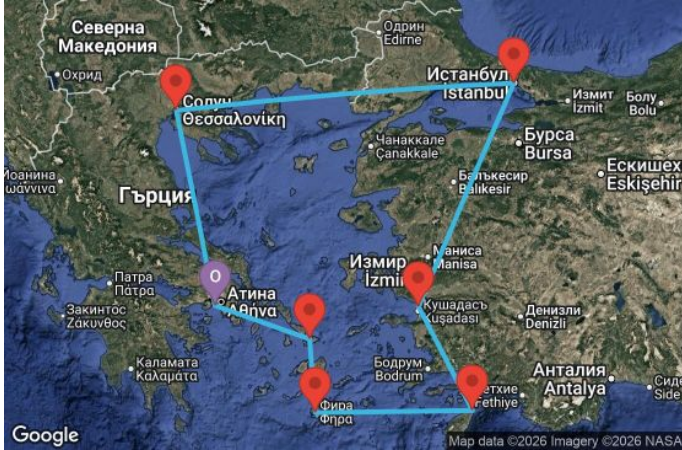 Северна
Македония
Одрин
Edirne
Охрид
Солун
Θεσσαλονίκη
Истанбул
İstanbul
Измит
İzmit
Болу
Bolu
Чанаккале
Çanakkale
Бурса
Bursa
Ескишех
Eskişehir
Балъкесир
Balıkesir
Йоанина
Ιωάννινα
Гърция
Маниса
Manisa
Измир
İzmir
O
Атина
Αθήνα
Патра
Πάτρα
Закинтос
Ζάκυνθος
Кушадасъ
Kuşadası
Денизли
Denizli
Каламата
Καλαμάτα
Бодрум
Bodrum
Фетхие
Fethiye
Анталия
Antalya
Сиде
Side
Фира
Φηρα
Google
Map data ©2026 Imagery ©2026 NASA